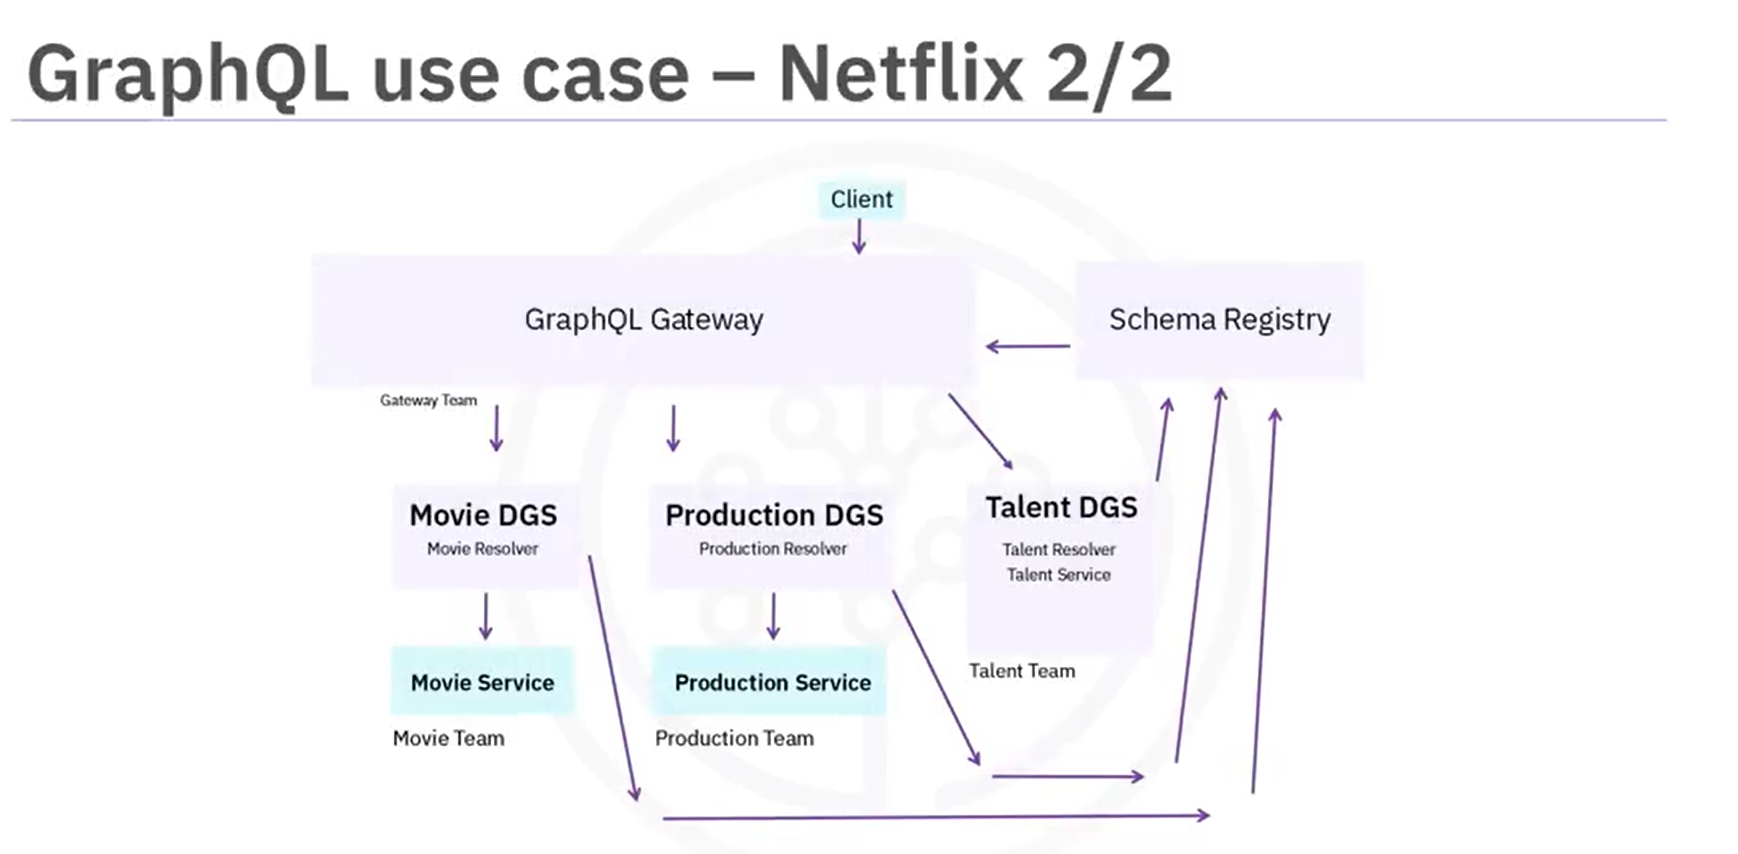 GraphQL use case – Netflix 2/2
Client
GraphQL Gateway
Schema Registry
Gateway Team
Movie DGS
Movie Resolver
Production DGS
Production Resolver
Talent DGS
Talent Resolver
Talent Service
Movie Service
Production Service
Talent Team
Movie Team
Production Team